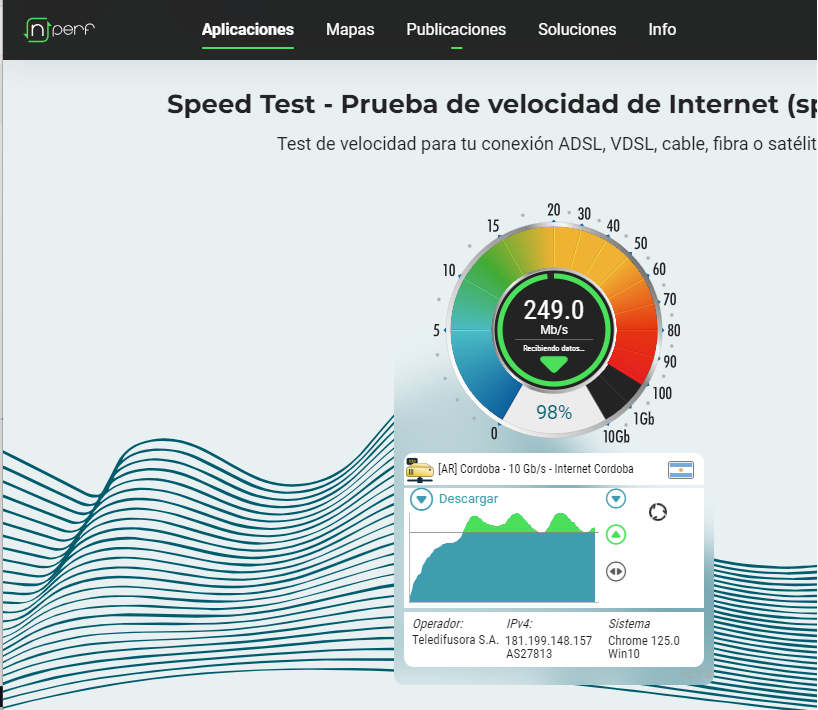 nperf
Aplicaciones Mapas Publicaciones Soluciones Info
Speed Test - Prueba de velocidad de Internet (sp
Test de velocidad para tu conexión ADSL, VDSL, cable, fibra o satélit
0
5
10
15
20
30
40
50
60
70
80
90
100
1Gb
10Gb
249.0
Mb/s
Recibiendo datos...
98%
[AR] Cordoba - 10 Gb/s - Internet Cordoba
Descargar
Operador: IPv4: Sistema
Teledifusora S.A. 181.199.148.157 Chrome 125.0
AS27813 Win10